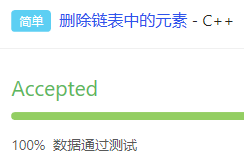 简单 删除链表中的元素 - C++
Accepted
100% 数据通过测试